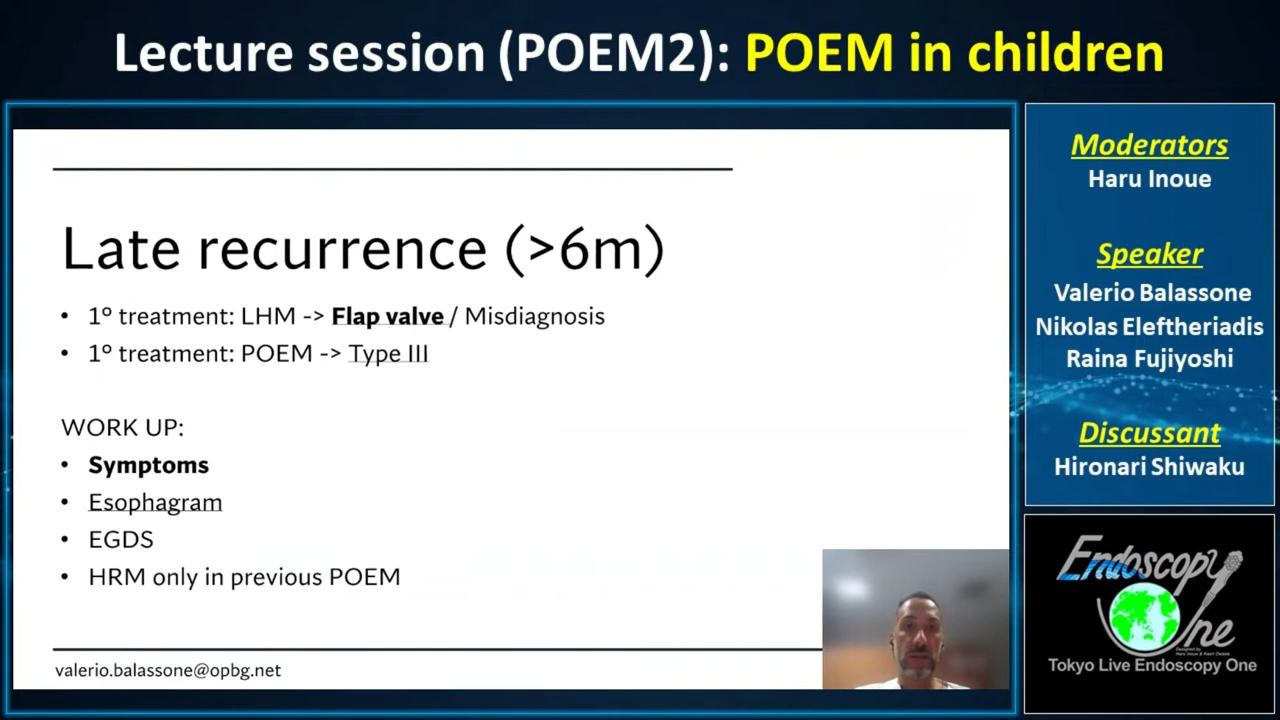 Lecture session (POEM2): POEM in children
Late recurrence (>6m)
• 1º treatment: LHM -> Flap valve / Misdiagnosis
• 1º treatment: POEM -> Type III
WORK UP:
• Symptoms
• Esophagram
• EGDS
• HRM only in previous POEM
valerio.balassone@opbg.net
Moderators
Haru Inoue
Speaker
Valerio Balassone
Nikolas Eleftheriadis
Raina Fujiyoshi
Discussant
Hironari Shiwaku
Endoscopy
One
Tokyo Live Endoscopy One